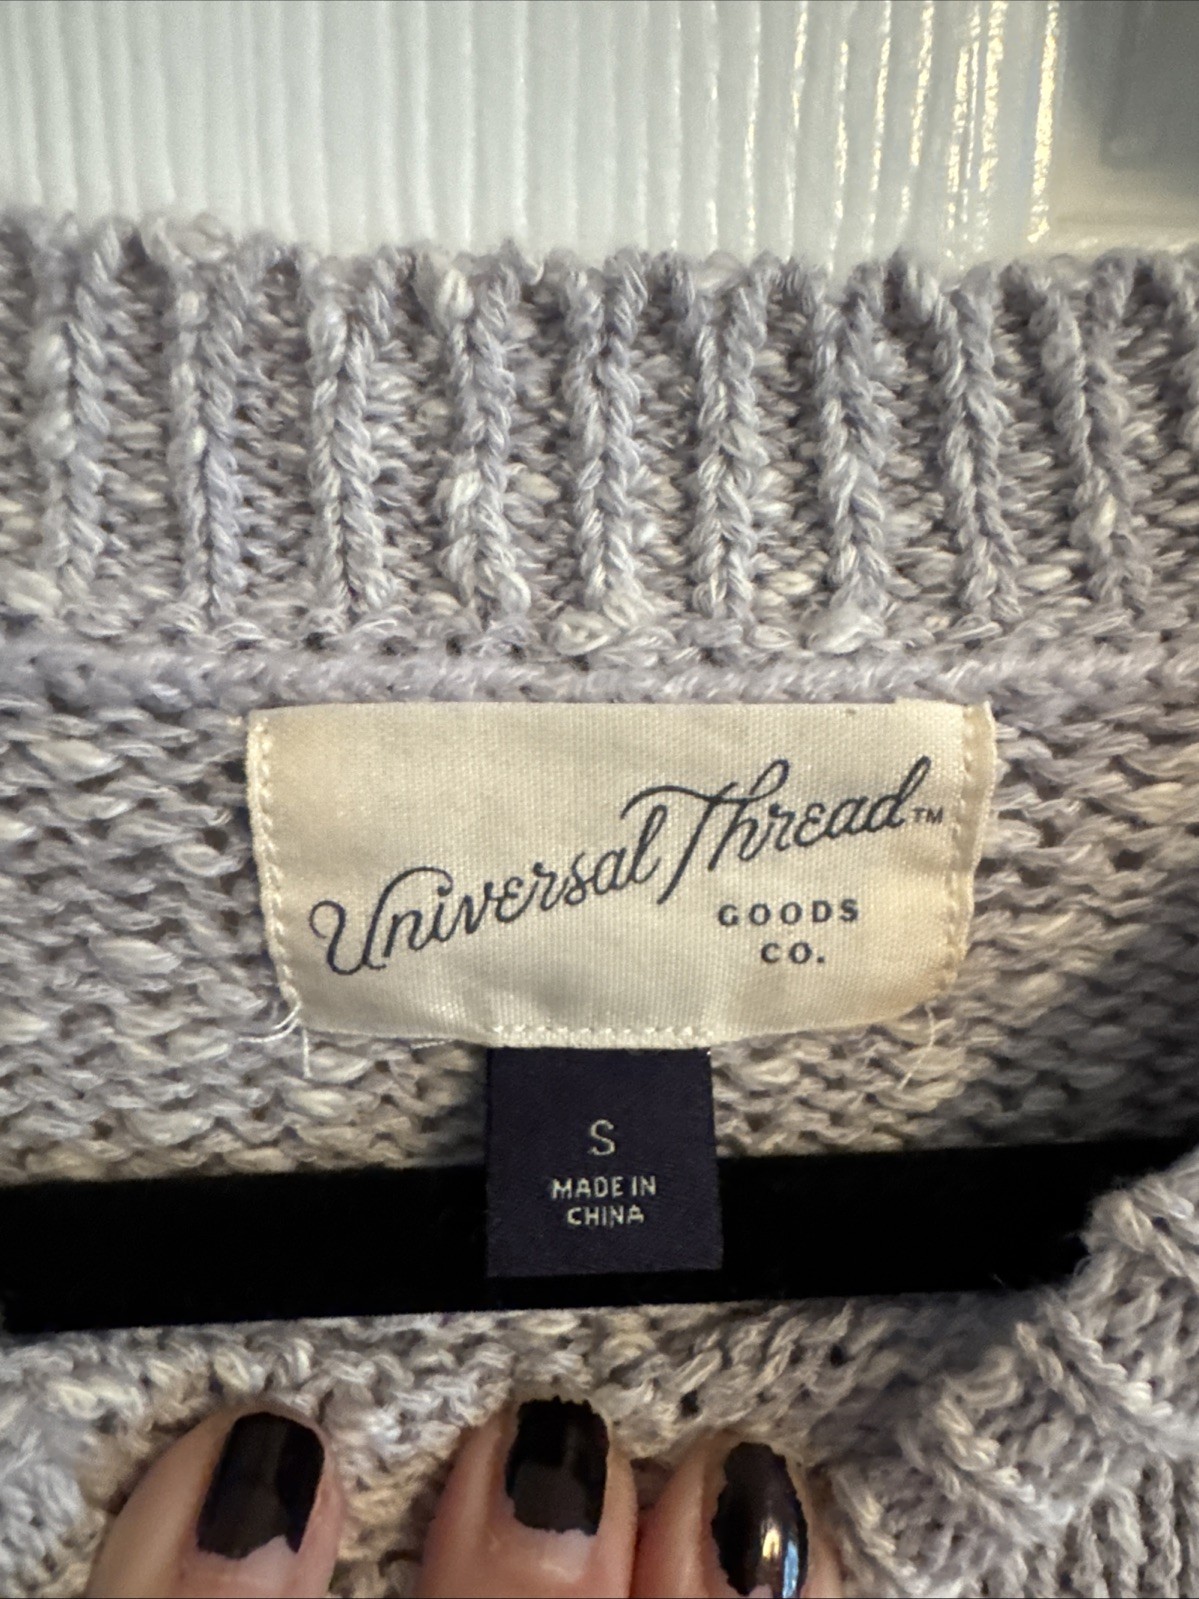 Universal Thread™
GOODS
CO.
S
MADE IN
CHINA